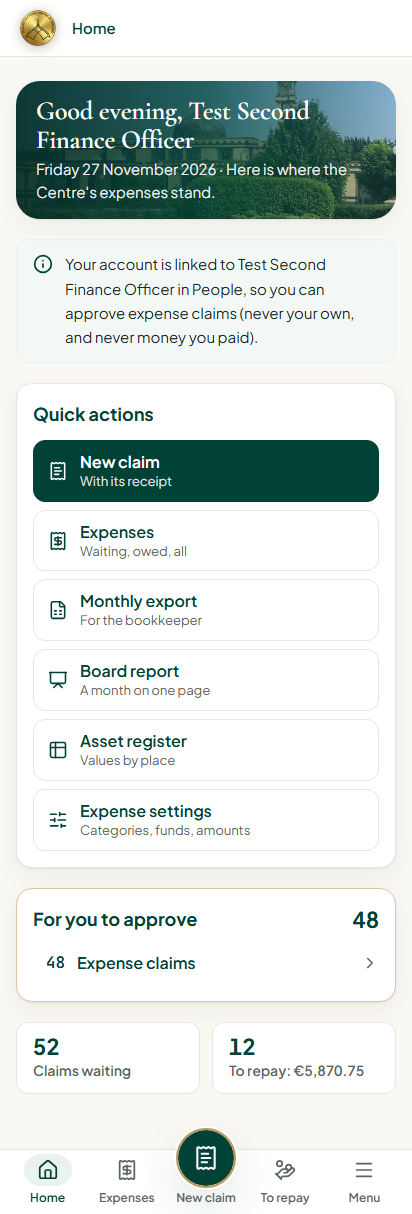 Home
Good evening, Test Second
Finance Officer
Friday 27 November 2026 · Here is where the
Centre's expenses stand.
Your account is linked to Test Second
Finance Officer in People, so you can
approve expense claims (never your own,
and never money you paid).
Quick actions
New claim
With its receipt
Expenses
Waiting, owed, all
Monthly export
For the bookkeeper
Board report
A month on one page
Asset register
Values by place
Expense settings
Categories, funds, amounts
For you to approve 48
48 Expense claims
52
Claims waiting
12
To repay: €5,870.75
Home Expenses New claim To repay Menu